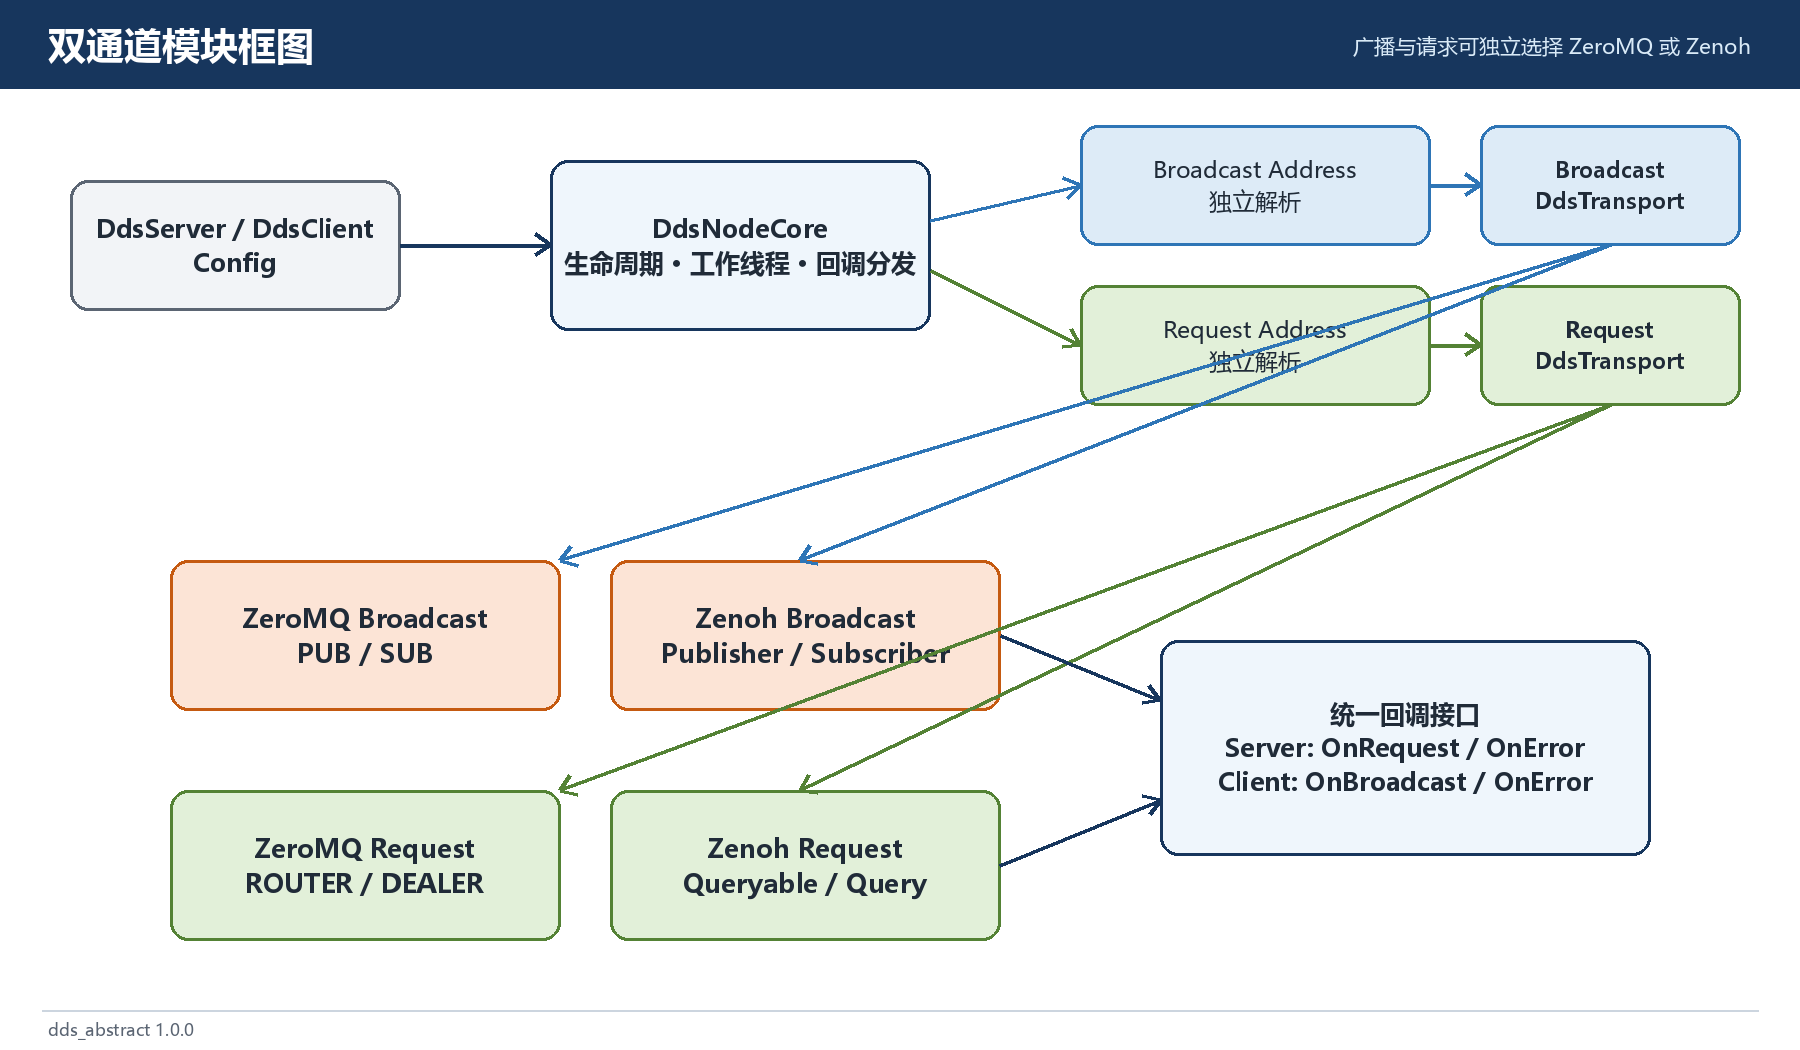 双通道模块框图
广播与请求可独立选择 ZeroMQ 或 Zenoh
DdsServer / DdsClient
Config
DdsNodeCore
生命周期・工作线程・回调分发
Broadcast Address
独立解析
Broadcast
DdsTransport
Request Address
独立解析
Request
DdsTransport
ZeroMQ Broadcast
PUB / SUB
Zenoh Broadcast
Publisher / Subscriber
统一回调接口
Server: OnRequest / OnError
Client: OnBroadcast / OnError
ZeroMQ Request
ROUTER / DEALER
Zenoh Request
Queryable / Query
dds_abstract 1.0.0